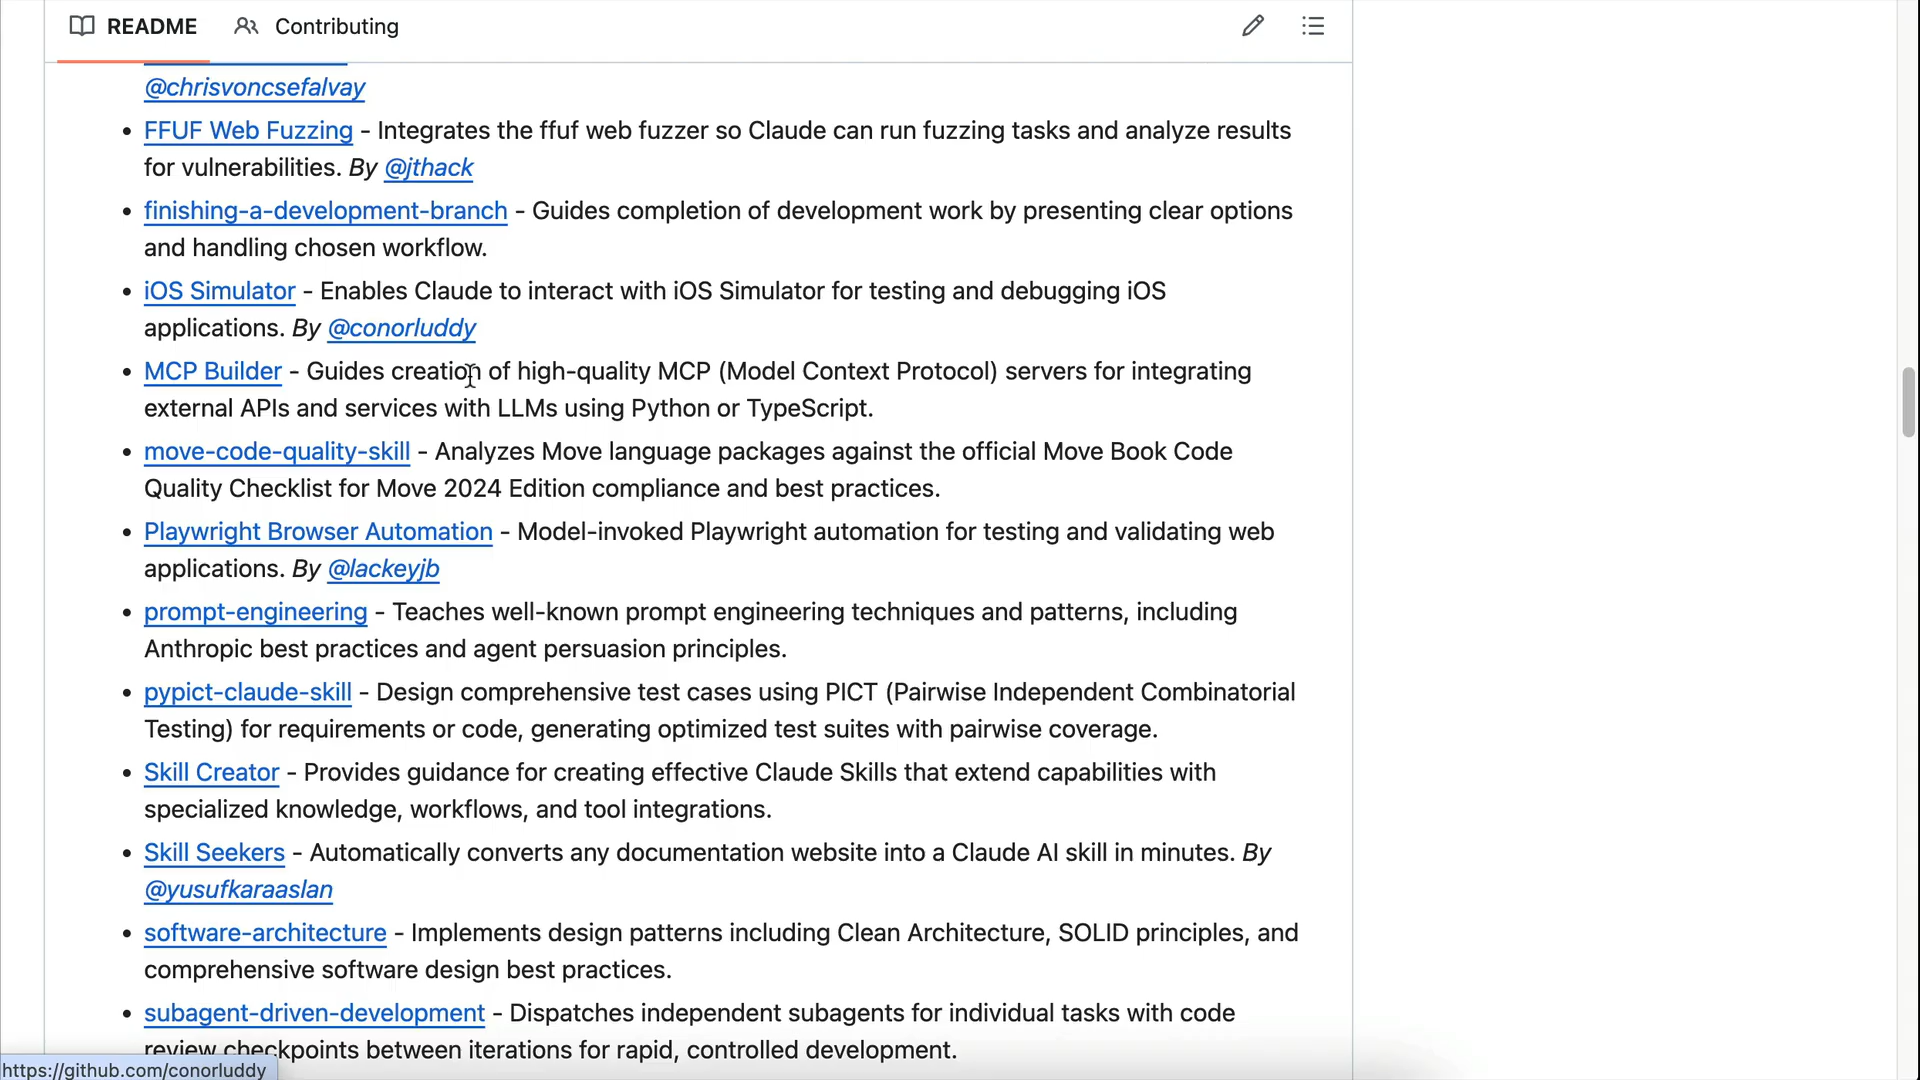 README Contributing
@chrisvoncsefalvay
• FFUF Web Fuzzing - Integrates the ffuf web fuzzer so Claude can run fuzzing tasks and analyze results
for vulnerabilities. By @jthack
• finishing-a-development-branch - Guides completion of development work by presenting clear options
and handling chosen workflow.
• iOS Simulator - Enables Claude to interact with iOS Simulator for testing and debugging iOS
applications. By @conorluddy
• MCP Builder - Guides creation of high-quality MCP (Model Context Protocol) servers for integrating
external APIs and services with LLMs using Python or TypeScript.
• move-code-quality-skill - Analyzes Move language packages against the official Move Book Code
Quality Checklist for Move 2024 Edition compliance and best practices.
• Playwright Browser Automation - Model-invoked Playwright automation for testing and validating web
applications. By @lackeyjb
• prompt-engineering - Teaches well-known prompt engineering techniques and patterns, including
Anthropic best practices and agent persuasion principles.
• pypict-claude-skill - Design comprehensive test cases using PICT (Pairwise Independent Combinatorial
Testing) for requirements or code, generating optimized test suites with pairwise coverage.
• Skill Creator - Provides guidance for creating effective Claude Skills that extend capabilities with
specialized knowledge, workflows, and tool integrations.
• Skill Seekers - Automatically converts any documentation website into a Claude AI skill in minutes. By
@yusufkaraaslan
• software-architecture - Implements design patterns including Clean Architecture, SOLID principles, and
comprehensive software design best practices.
• subagent-driven-development - Dispatches independent subagents for individual tasks with code
review checkpoints between iterations for rapid, controlled development.
https://github.com/conorluddy